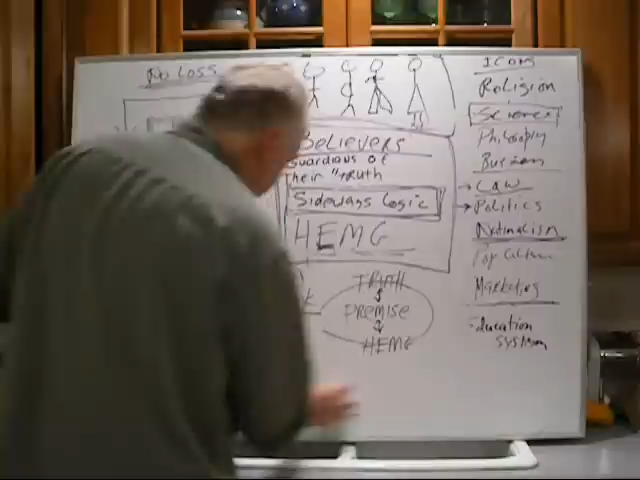 No Loss
Believers
Guardians of
Their "Truth
Sideways Logic
HEMG
TRUTH
PREMISE
HEMG
ICONS
Religion
Science
Philosophy
Business
Law
Politics
Nationalism
Pop Culture
Marketing
Education
System